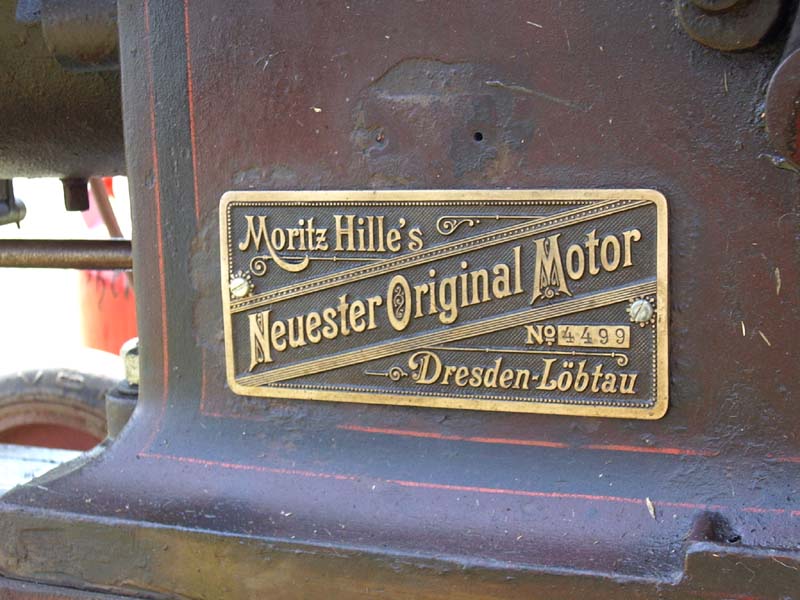 Moritz Hille's
Neuester Original Motor
No 4499
Dresden-Löbtau